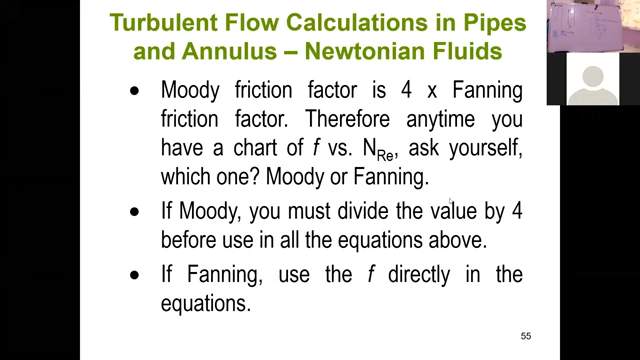 Turbulent Flow Calculations in Pipes
and Annulus – Newtonian Fluids
• Moody friction factor is 4 x Fanning
friction factor. Therefore anytime you
have a chart of f vs. NRe, ask yourself,
which one? Moody or Fanning.
• If Moody, you must divide the value by 4
before use in all the equations above.
• If Fanning, use the f directly in the
equations.
55